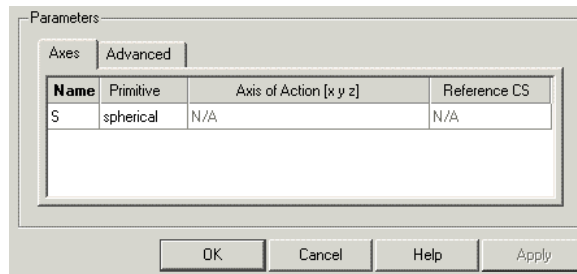 Parameters
Axes Advanced
Name Primitive Axis of Action [x y z] Reference CS
S spherical N/A N/A
OK Cancel Help Apply